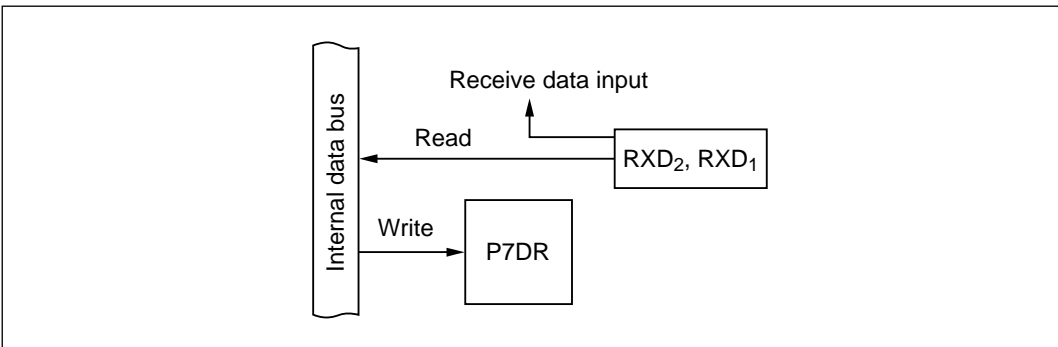 Receive data input
Internal data bus
Read
RXD₂, RXD₁
Write
P7DR